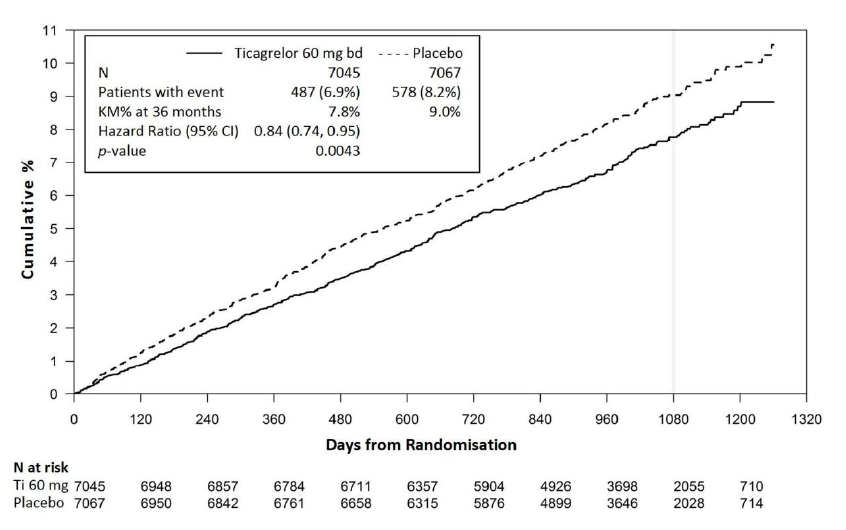 11
10
9
8
7
6
5
4
3
2
1
0
Cumulative %
Ticagrelor 60 mg bd ---- Placebo
N 7045 7067
Patients with event 487 (6.9%) 578 (8.2%)
KM% at 36 months 7.8% 9.0%
Hazard Ratio (95% CI) 0.84 (0.74, 0.95)
p-value 0.0043
0 120 240 360 480 600 720 840 960 1080 1200 1320
Days from Randomisation
N at risk
Ti 60 mg 7045 6948 6857 6784 6711 6357 5904 4926 3698 2055 710
Placebo 7067 6950 6842 6761 6658 6315 5876 4899 3646 2028 714